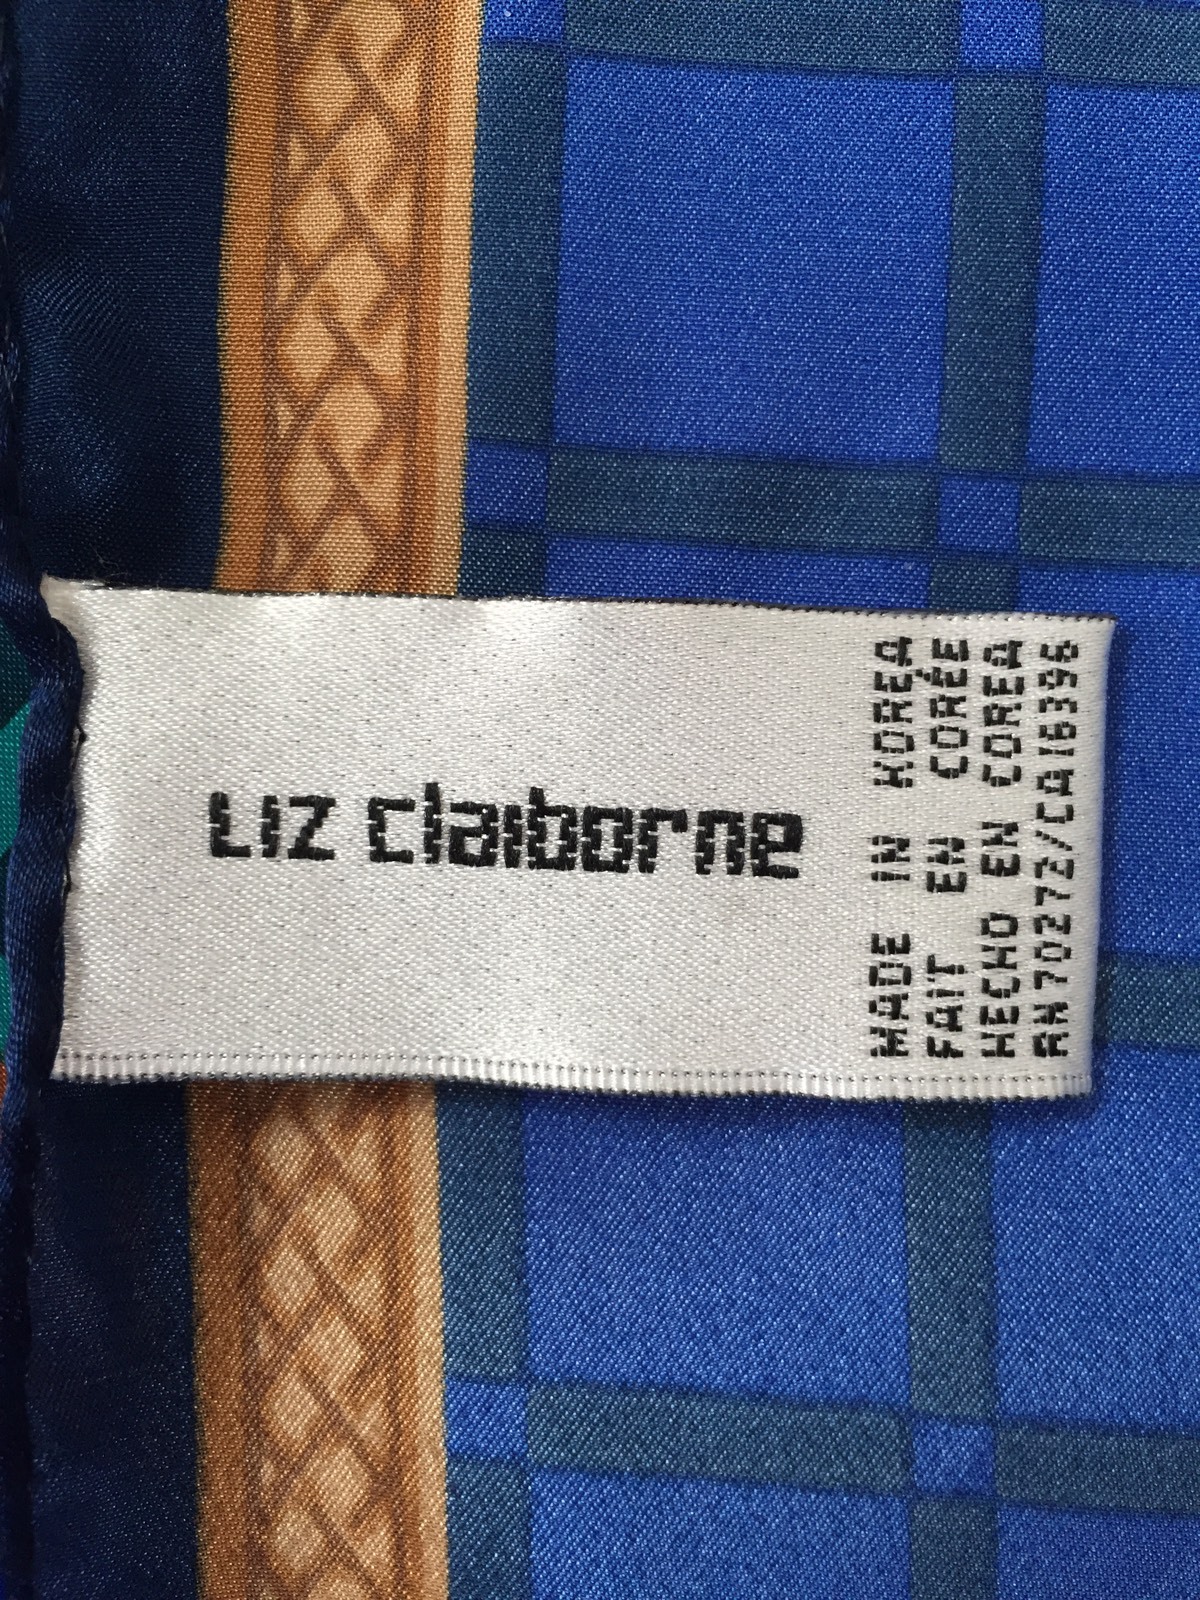 LIZ claiborne
MADE IN KOREA
FAIT EN CORÉE
HECHO EN COREA
RN 70272/CA16396